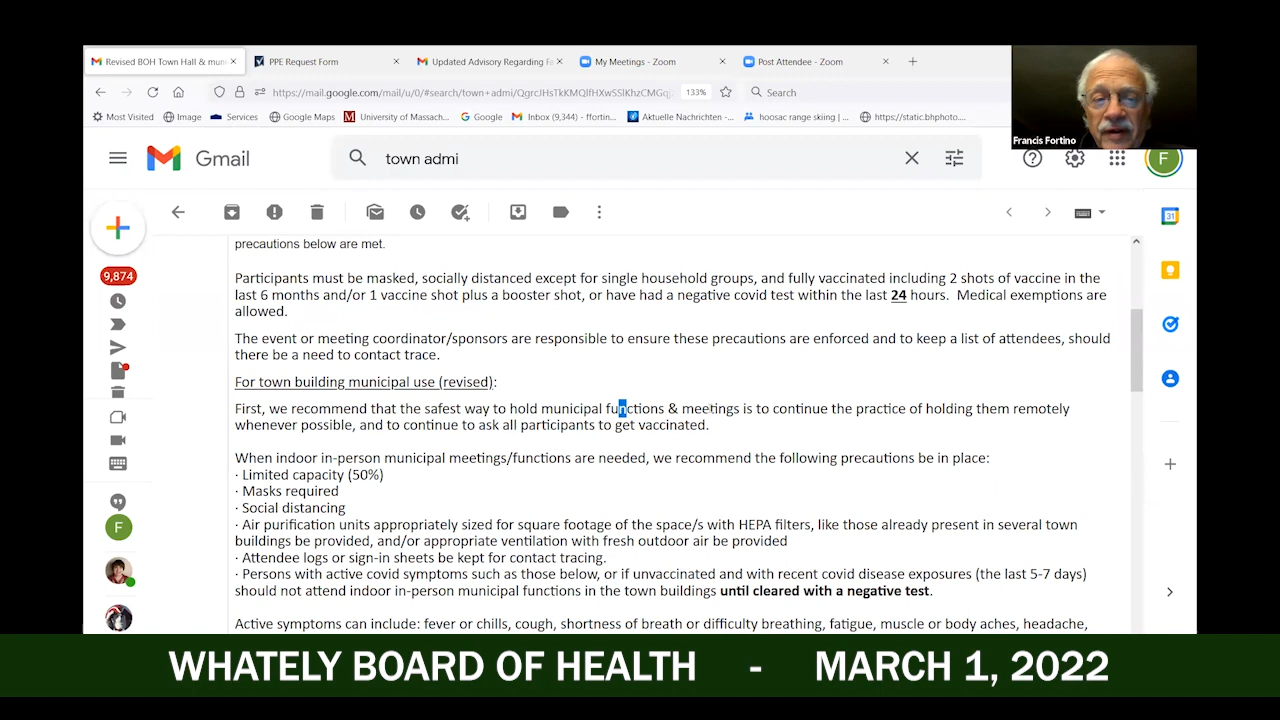 Revised BOH Town Hall & mun
PPE Request Form
Updated Advisory Regarding Fa
My Meetings - Zoom
Post Attendee - Zoom
https://mail.google.com/mail/u/0/#search/town+admi/
133%
Search
Most Visited
Image
Services
Google Maps
University of Massach...
Google
Inbox (9,344) - ffortin...
Aktuelle Nachrichten -...
hoosac range skiing | ...
https://static.bhphoto....
Francis Fortino
Gmail
town admi
F
31
9,874
precautions below are met.
Participants must be masked, socially distanced except for single household groups, and fully vaccinated including 2 shots of vaccine in the
last 6 months and/or 1 vaccine shot plus a booster shot, or have had a negative covid test within the last 24 hours. Medical exemptions are
allowed.
The event or meeting coordinator/sponsors are responsible to ensure these precautions are enforced and to keep a list of attendees, should
there be a need to contact trace.
For town building municipal use (revised):
First, we recommend that the safest way to hold municipal functions & meetings is to continue the practice of holding them remotely
whenever possible, and to continue to ask all participants to get vaccinated.
When indoor in-person municipal meetings/functions are needed, we recommend the following precautions be in place:
· Limited capacity (50%)
· Masks required
· Social distancing
· Air purification units appropriately sized for square footage of the space/s with HEPA filters, like those already present in several town
buildings be provided, and/or appropriate ventilation with fresh outdoor air be provided
· Attendee logs or sign-in sheets be kept for contact tracing.
· Persons with active covid symptoms such as those below, or if unvaccinated and with recent covid disease exposures (the last 5-7 days)
should not attend indoor in-person municipal functions in the town buildings until cleared with a negative test.
F
Active symptoms can include: fever or chills, cough, shortness of breath or difficulty breathing, fatigue, muscle or body aches, headache,
WHATELY BOARD OF HEALTH - MARCH 1, 2022